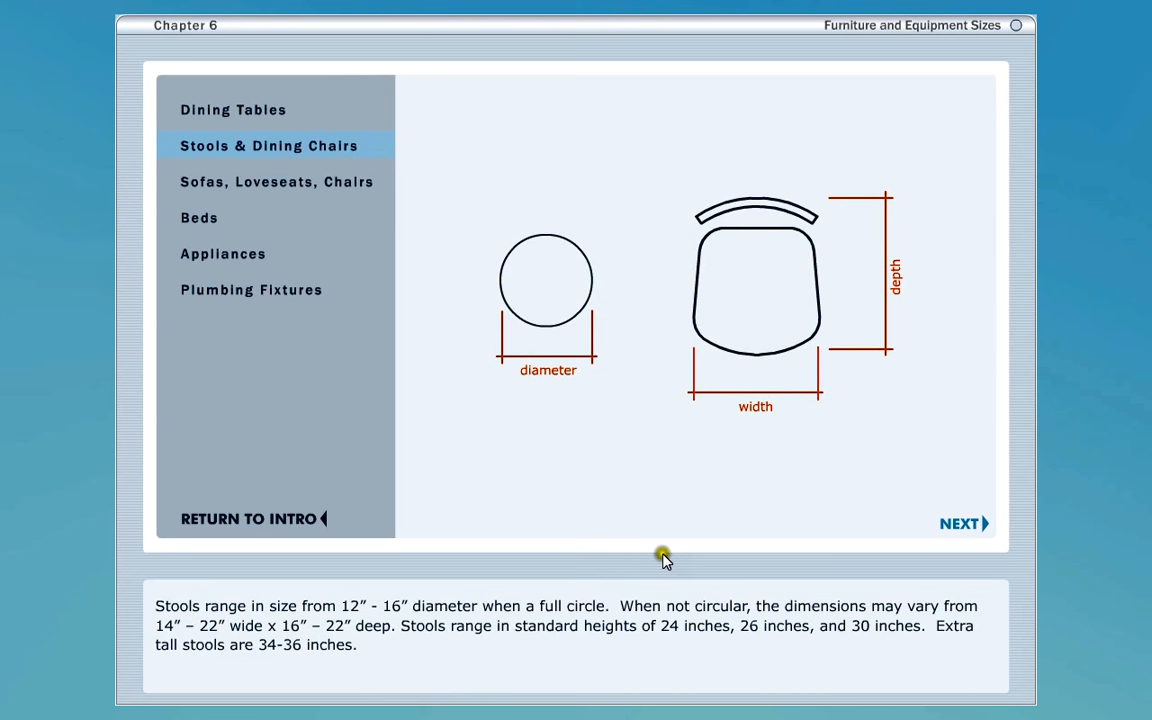 Chapter 6
Furniture and Equipment Sizes
Dining Tables
Stools & Dining Chairs
Sofas, Loveseats, Chairs
Beds
Appliances
Plumbing Fixtures
RETURN TO INTRO
diameter
width
depth
NEXT
Stools range in size from 12” - 16” diameter when a full circle.  When not circular, the dimensions may vary from
14” – 22” wide x 16” – 22” deep. Stools range in standard heights of 24 inches, 26 inches, and 30 inches.  Extra
tall stools are 34-36 inches.